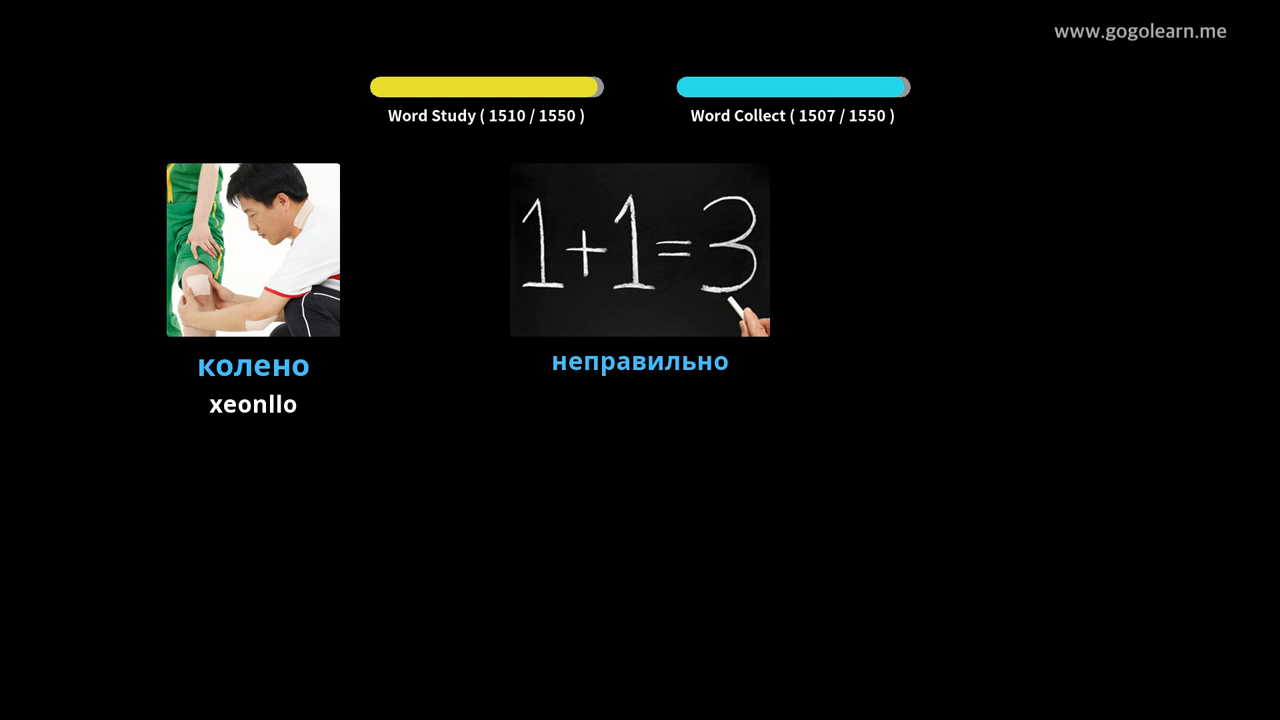 www.gogolearn.me
Word Study ( 1510 / 1550 )
Word Collect ( 1507 / 1550 )
1+1=3
колено
неправильно
xeonllo